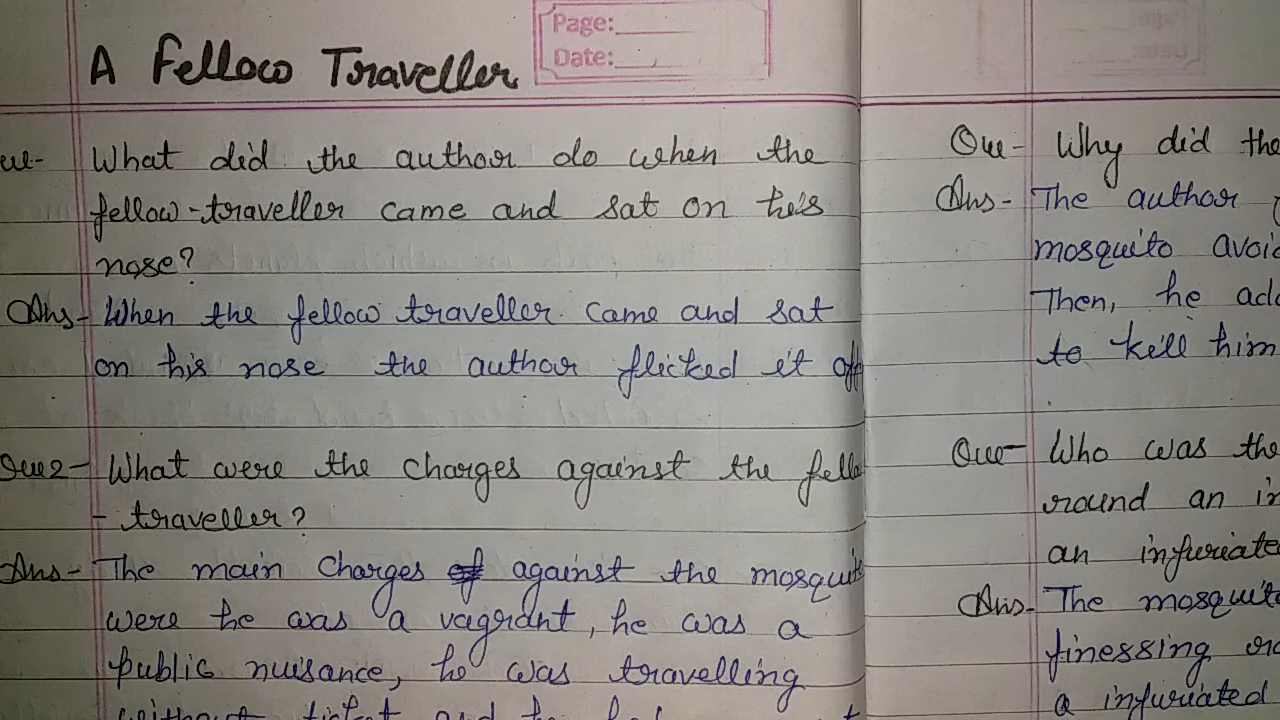 Page:
Date:
A Fellow Traveller
Que- What did the author do when the
fellow-traveller came and sat on his
nose?
Ans- When the fellow traveller came and sat
on his nose the author flicked it off
Que2- What were the charges against the
- traveller?
Ans- The main charges against the
were he was a vagrant, he was a
public nuisance, he was travelling
ticket and
Que- Why did the
Ans- The author
mosquito
Then, he
to kill him
Que- Who was the
round an
an
Ans- The
finessing
a infuriated